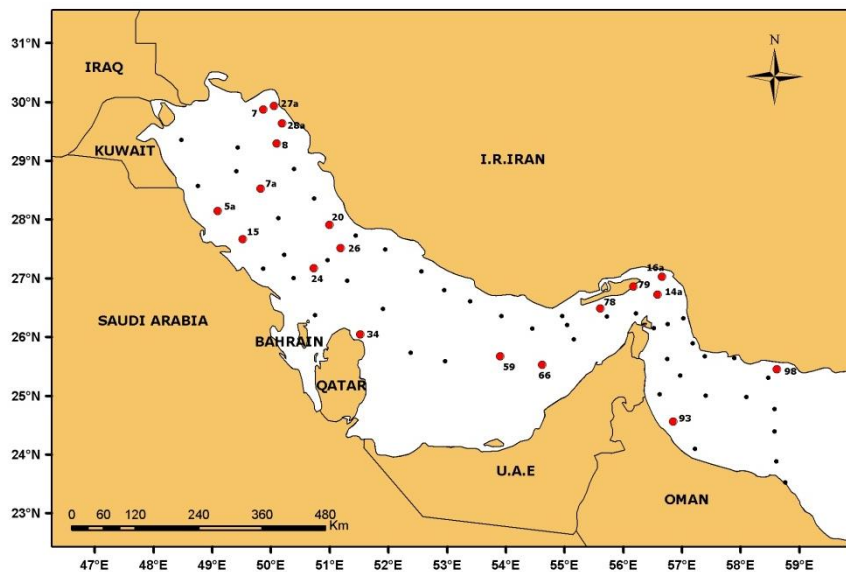 31°N
30°N
29°N
28°N
27°N
26°N
25°N
24°N
23°N
N
IRAQ
KUWAIT
I.R.IRAN
SAUDI ARABIA
BAHRAIN
QATAR
U.A.E
OMAN
27a
7
28a
8
7a
5a
15
20
26
24
34
16a
79
14a
78
59
66
98
93
0 60 120 240 360 480
Km
47°E 48°E 49°E 50°E 51°E 52°E 53°E 54°E 55°E 56°E 57°E 58°E 59°E